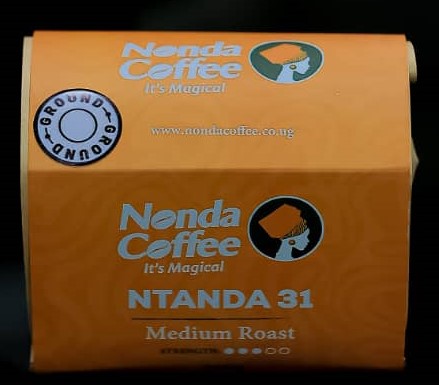 Nonda
Coffee
It's Magical
GROUND
GROUND
www.nondacoffee.co.ug
Nonda
Coffee
It's Magical
NTANDA 31
Medium Roast
STRENGTH: